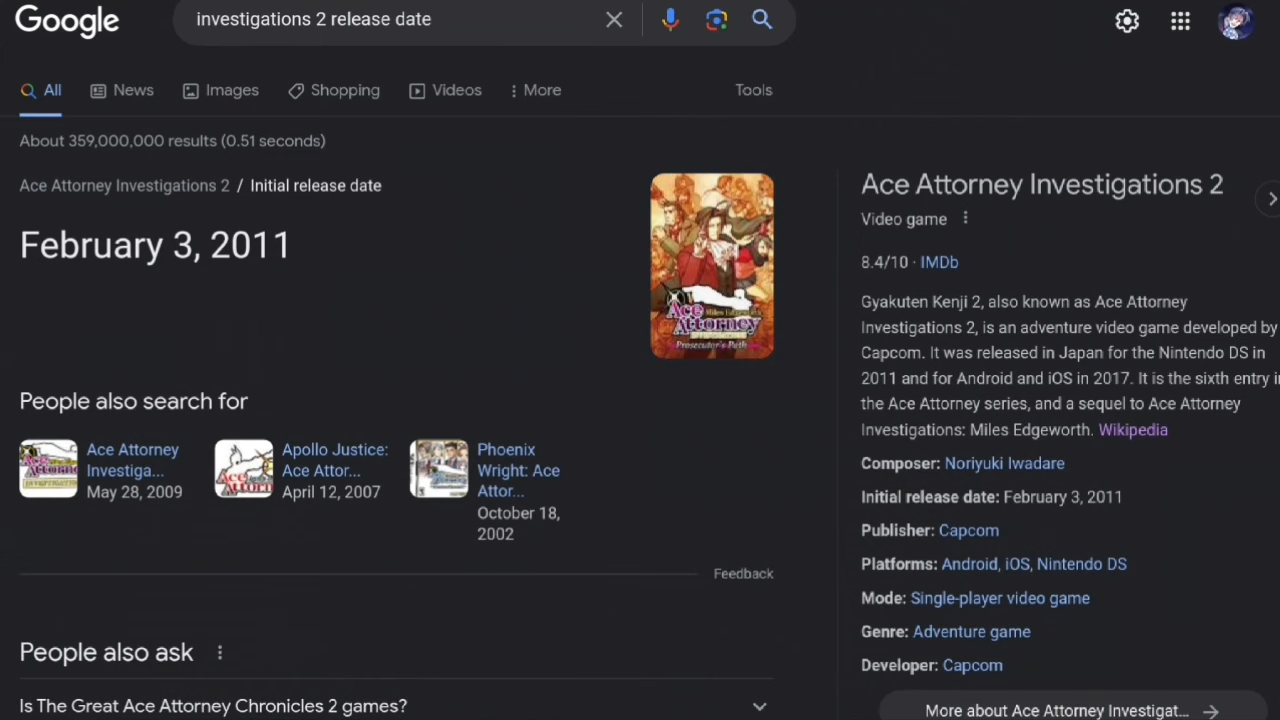 Google
investigations 2 release date
All
News
Images
Shopping
Videos
More
Tools
About 359,000,000 results (0.51 seconds)
Ace Attorney Investigations 2 / Initial release date
February 3, 2011
Ace
Attorney
Prosecutor's Path
People also search for
Ace Attorney
Investiga...
May 28, 2009
Apollo Justice:
Ace Attor...
April 12, 2007
Phoenix
Wright: Ace
Attor...
October 18,
2002
Feedback
People also ask
Is The Great Ace Attorney Chronicles 2 games?
Ace Attorney Investigations 2
Video game
8.4/10 · IMDb
Gyakuten Kenji 2, also known as Ace Attorney
Investigations 2, is an adventure video game developed by
Capcom. It was released in Japan for the Nintendo DS in
2011 and for Android and iOS in 2017. It is the sixth entry in
the Ace Attorney series, and a sequel to Ace Attorney
Investigations: Miles Edgeworth. Wikipedia
Composer: Noriyuki Iwadare
Initial release date: February 3, 2011
Publisher: Capcom
Platforms: Android, iOS, Nintendo DS
Mode: Single-player video game
Genre: Adventure game
Developer: Capcom
More about Ace Attorney Investigat...